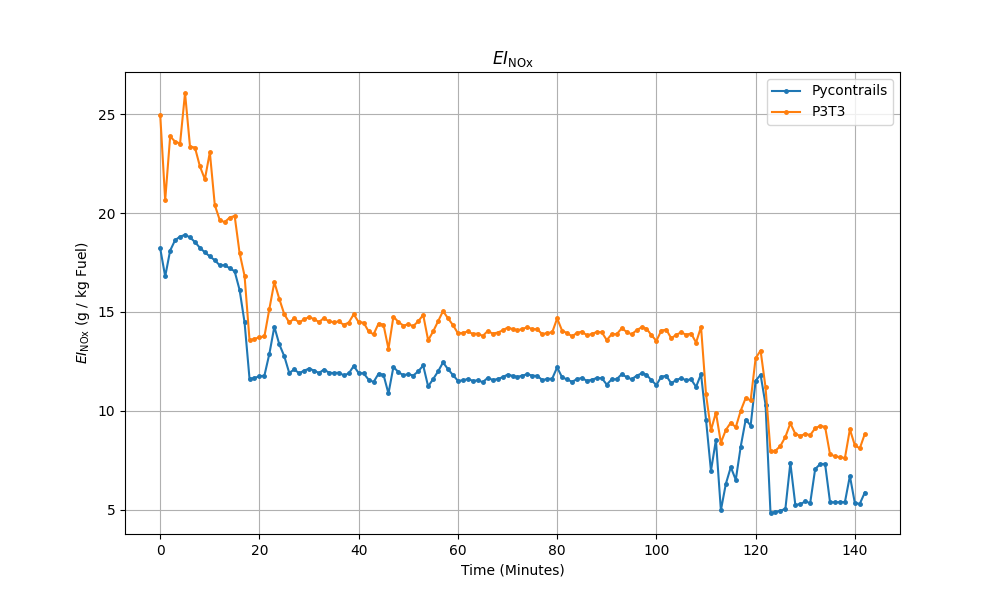 EI_NOx
EI_NOx (g / kg Fuel)
25
20
15
10
5
0 20 40 60 80 100 120 140
Time (Minutes)
Pycontrails
P3T3